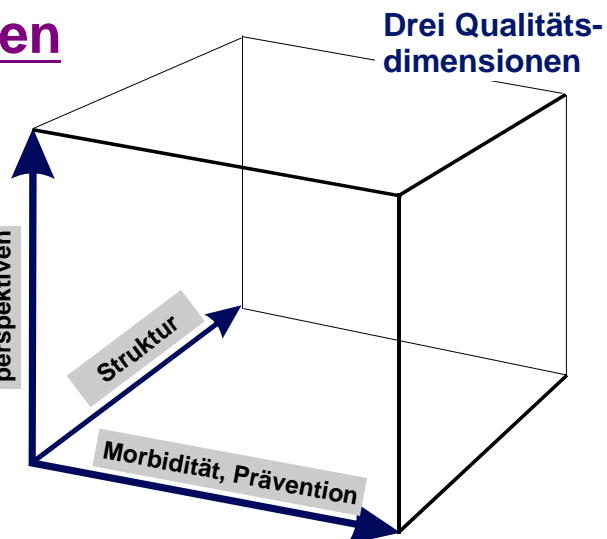 en
Drei Qualitäts-
dimensionen
perspektiven
Struktur
Morbidität, Prävention